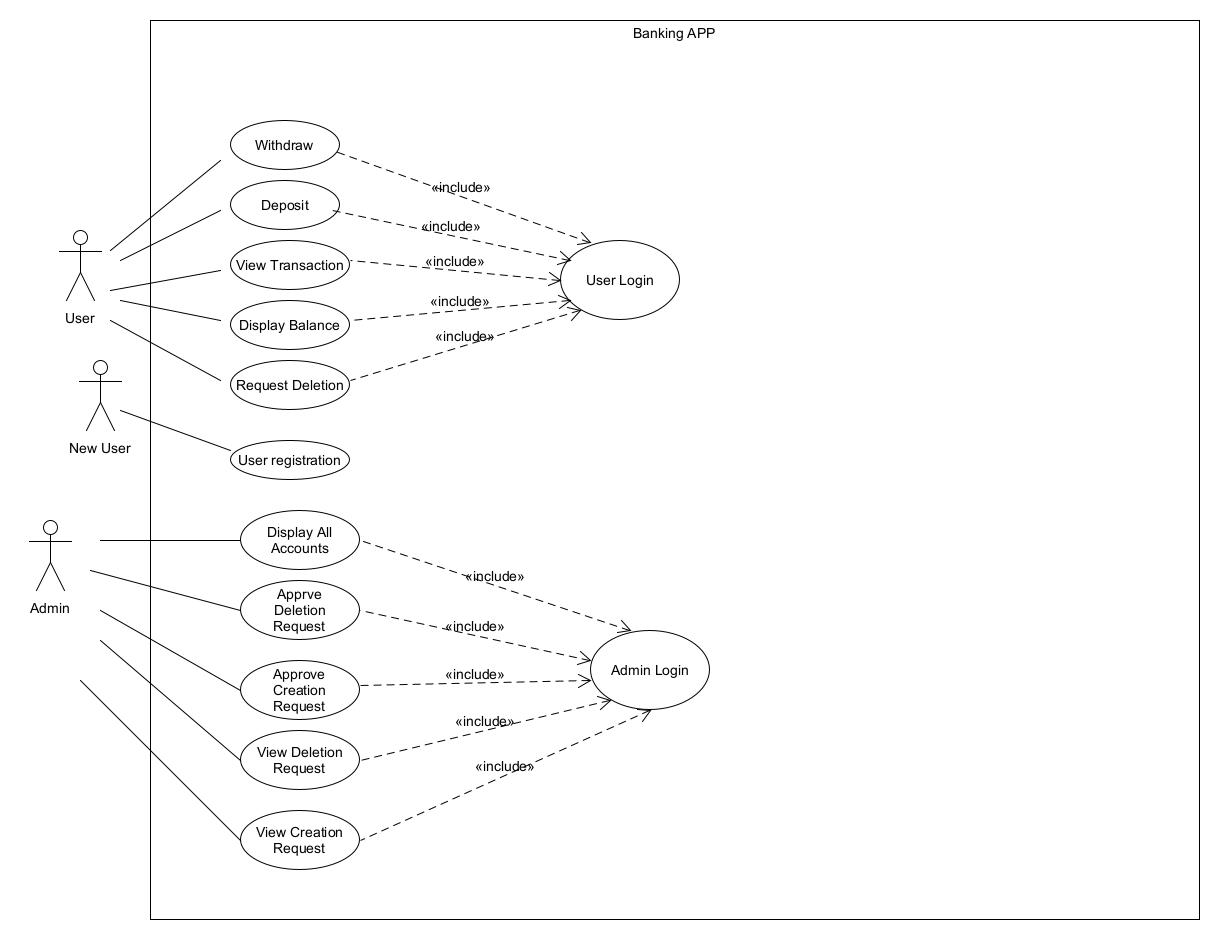 Banking APP
Withdraw
«include»
Deposit
«include»
View Transaction
«include»
User Login
Display Balance
«include»
User
Request Deletion
«include»
New User
User registration
Display All
Accounts
«include»
Admin
Apprve
Deletion
Request
«include»
Approve
Creation
Request
«include»
Admin Login
View Deletion
Request
«include»
View Creation
Request
«include»